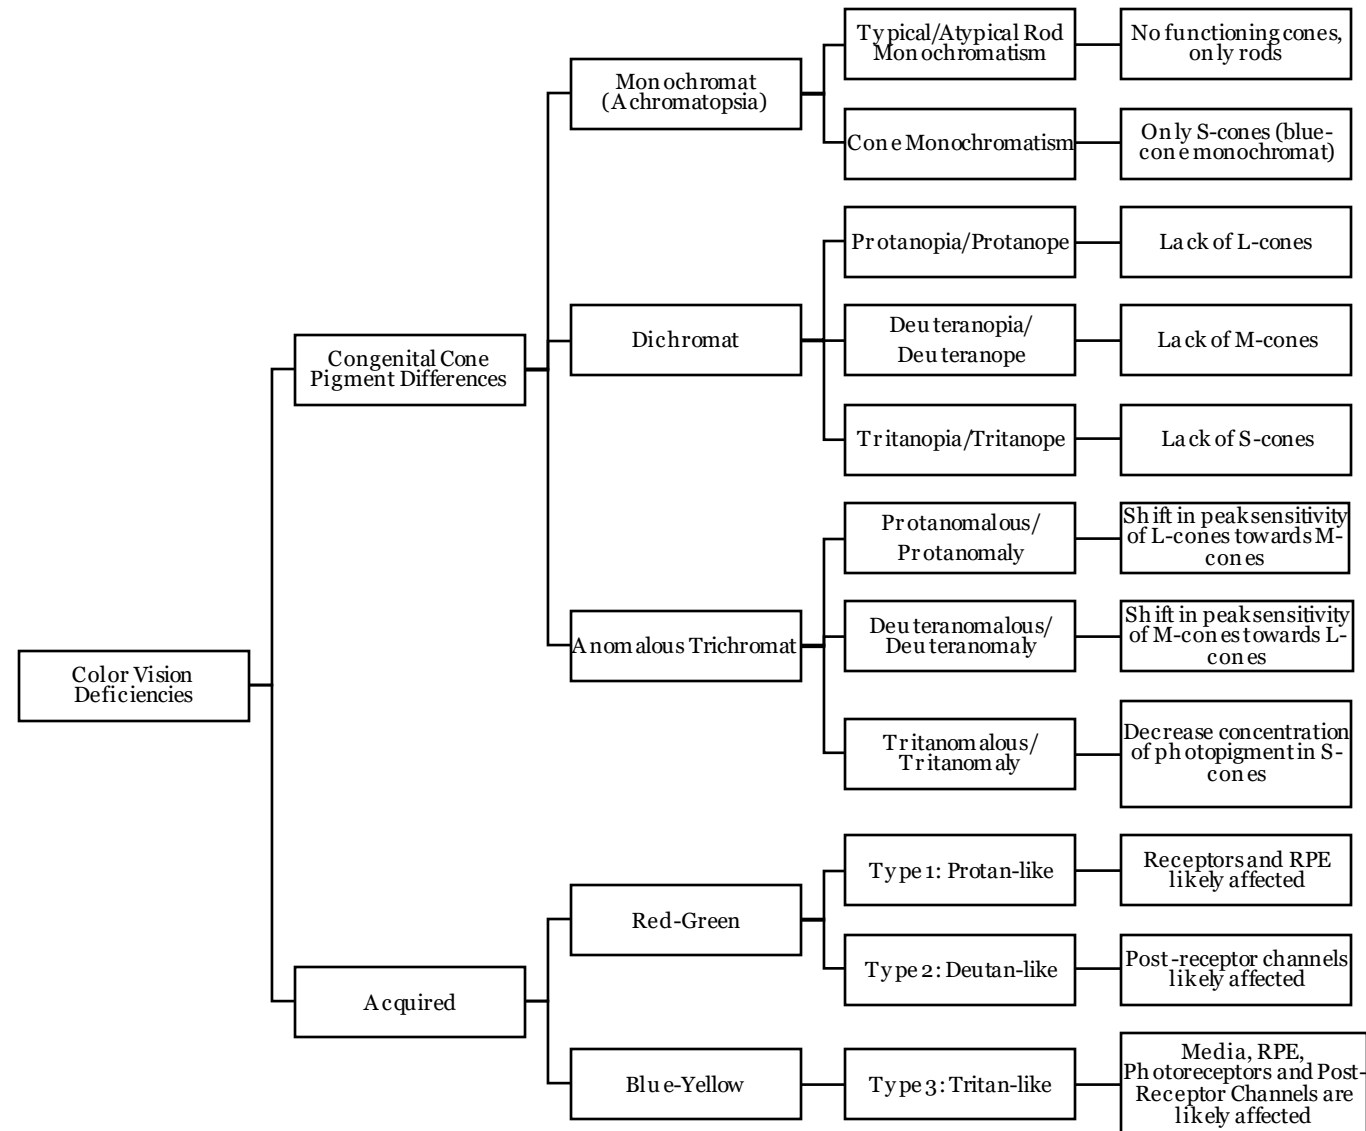 Typical/Atypical Rod
Monochromatism
No functioning cones,
only rods
Monochromat
(Achromatopsia)
Cone Monochromatism
Only S-cones (blue-
cone monochromat)
Protanopia/Protanope
Lack of L-cones
Dichromat
Deuteranopia/
Deuteranope
Lack of M-cones
Congenital Cone
Pigment Differences
Tritanopia/Tritanope
Lack of S-cones
Protanomalous/
Protanomaly
Shift in peak sensitivity
of L-cones towards M-
cones
Anomalous Trichromat
Deuteranomalous/
Deuteranomaly
Shift in peak sensitivity
of M-cones towards L-
cones
Color Vision
Deficiencies
Tritanomalous/
Tritanomaly
Decrease concentration
of photopigment in S-
cones
Type 1: Protan-like
Receptors and RPE
likely affected
Red-Green
Type 2: Deutan-like
Post-receptor channels
likely affected
Acquired
Blue-Yellow
Type 3: Tritan-like
Media, RPE,
Photoreceptors and Post-
Receptor Channels are
likely affected